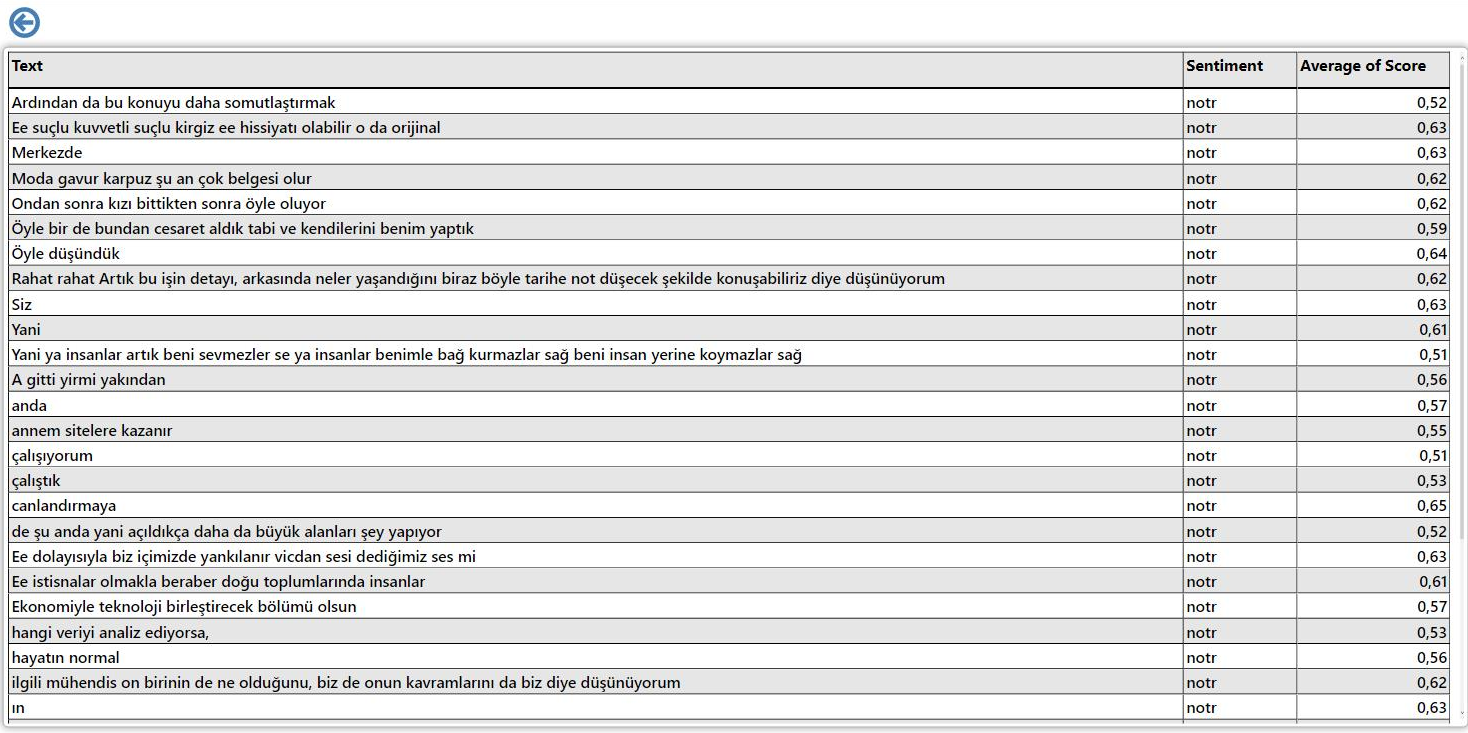 Text Sentiment Average of Score
Ardından da bu konuyu daha somutlaştırmak notr 0,52
Ee suçlu kuvvetli suçlu kirgiz ee hissiyatı olabilir o da orijinal notr 0,63
Merkezde notr 0,63
Moda gavur karpuz şu an çok belgesi olur notr 0,62
Ondan sonra kızı bittikten sonra öyle oluyor notr 0,62
Öyle bir de bundan cesaret aldık tabi ve kendilerini benim yaptık notr 0,59
Öyle düşündük notr 0,64
Rahat rahat Artık bu işin detayı, arkasında neler yaşandığını biraz böyle tarihe not düşecek şekilde konuşabiliriz diye düşünüyorum notr 0,62
Siz notr 0,63
Yani notr 0,61
Yani ya insanlar artık beni sevmezler se ya insanlar benimle bağ kurmazlar sağ beni insan yerine koymazlar sağ notr 0,51
A gitti yirmi yakından notr 0,56
anda notr 0,57
annem sitelere kazanır notr 0,55
çalışıyorum notr 0,51
çalıştık notr 0,53
canlandırmaya notr 0,65
de şu anda yani açıldıkça daha da büyük alanları şey yapıyor notr 0,52
Ee dolayısıyla biz içimizde yankılanır vicdan sesi dediğimiz ses mi notr 0,63
Ee istisnalar olmakla beraber doğu toplumlarında insanlar notr 0,61
Ekonomiyle teknoloji birleştirecek bölümü olsun notr 0,57
hangi veriyi analiz ediyorsa, notr 0,53
hayatın normal notr 0,56
ilgili mühendis on birinin de ne olduğunu, biz de onun kavramlarını da biz diye düşünüyorum notr 0,62
ın notr 0,63